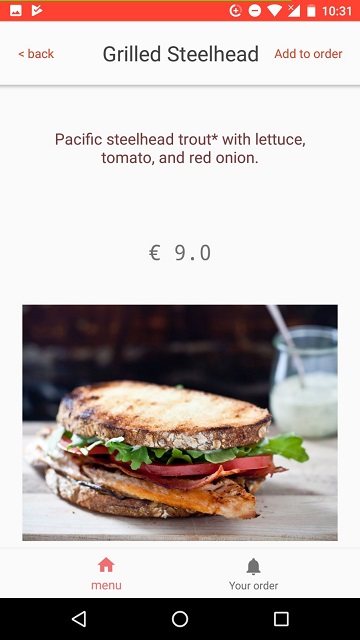 10:31
< back
Grilled Steelhead
Add to order
Pacific steelhead trout* with lettuce,
tomato, and red onion.
€ 9.0
menu
Your order